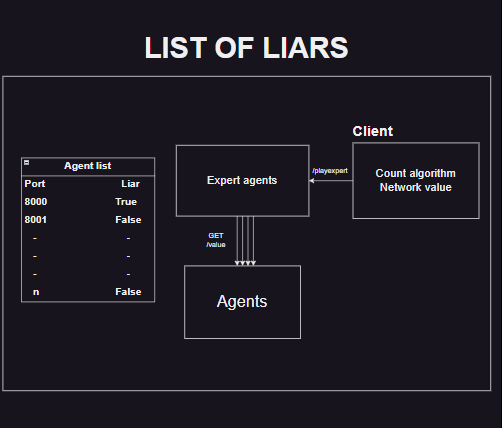 LIST OF LIARS
Client
Agent list
Port Liar
8000 True
8001 False
- -
- -
- -
n False
Expert agents
/playexpert
Count algorithm
Network value
GET
/value
Agents